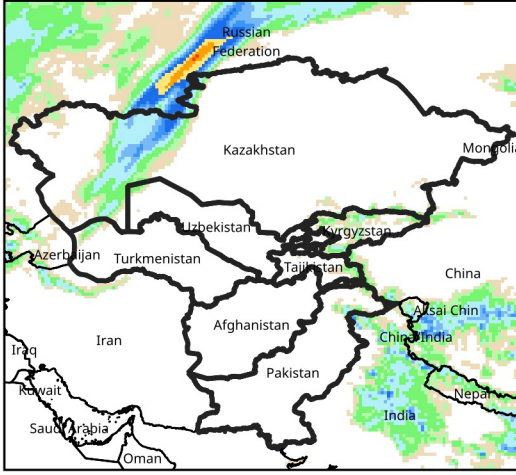 Russian
Federation
Kazakhstan
Mongolia
Uzbekistan
Kyrgyzstan
Azerbaijan
Turkmenistan
Tajikistan
China
Aksai Chin
Afghanistan
China/India
Iran
Iraq
Pakistan
Kuwait
Nepal
India
Saudi Arabia
Oman